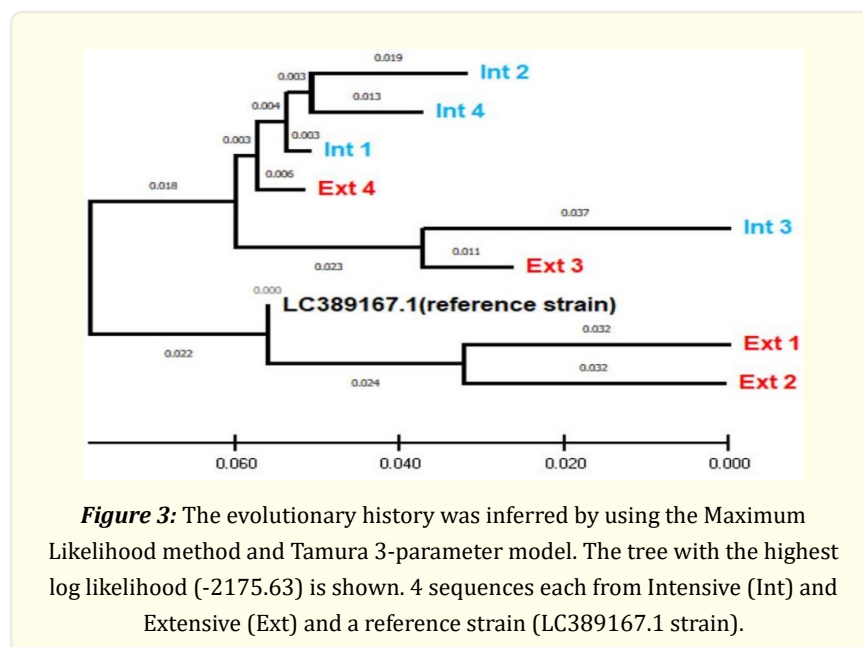 0.019
Int 2
0.003
0.013
Int 4
0.004
0.003
Int 1
0.003
0.006
Ext 4
0.018
0.037
Int 3
0.011
Ext 3
0.023
0.000
LC389167.1(reference strain)
0.032
Ext 1
0.022
0.032
Ext 2
0.024
0.060 0.040 0.020 0.000
Figure 3: The evolutionary history was inferred by using the Maximum
Likelihood method and Tamura 3-parameter model. The tree with the highest
log likelihood (-2175.63) is shown. 4 sequences each from Intensive (Int) and
Extensive (Ext) and a reference strain (LC389167.1 strain).